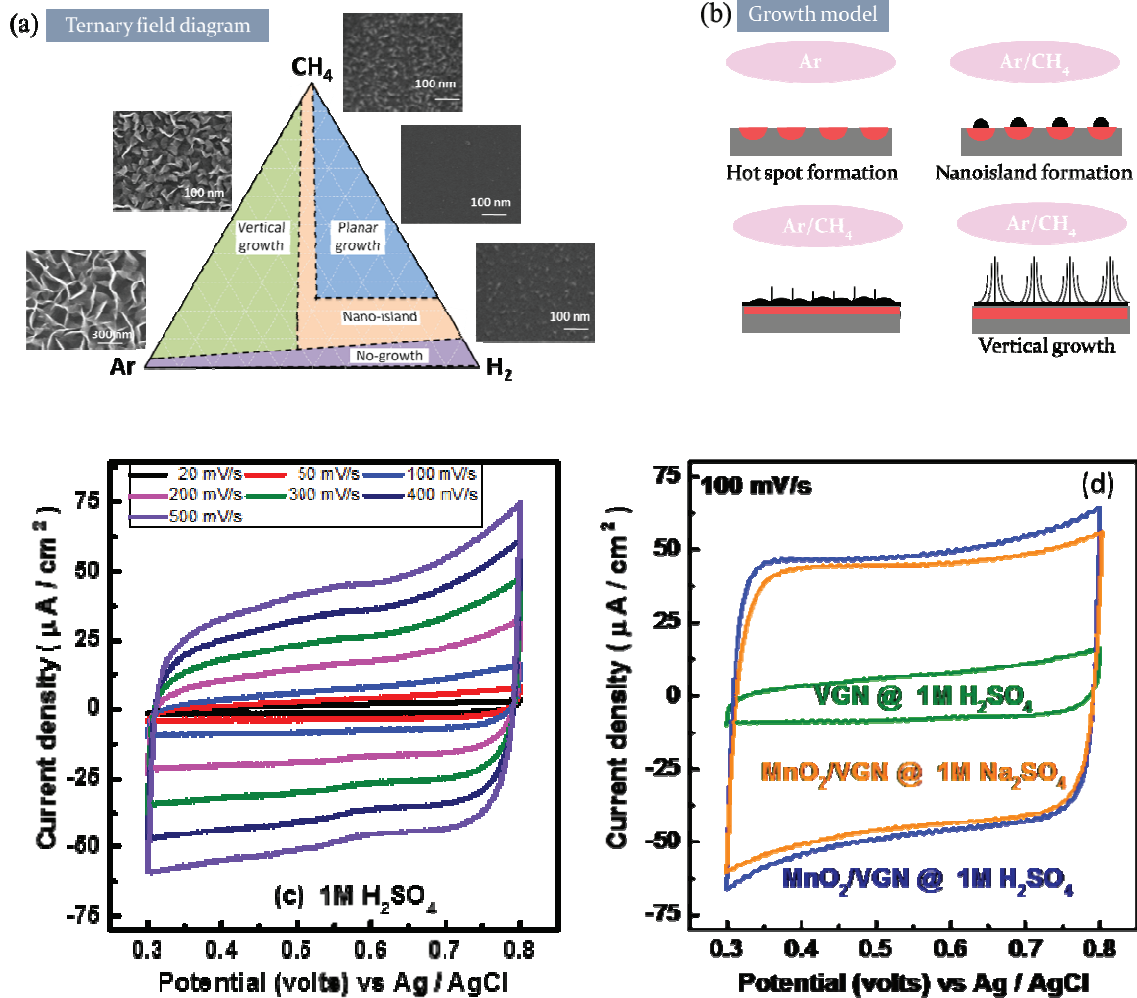 (a) Ternary field diagram
CH₄
100 nm
100 nm
100 nm
300nm
100 nm
Vertical
growth
Planar
growth
Nano-island
No-growth
Ar
H₂
(b) Growth model
Ar
Ar/CH₄
Hot spot formation
Nanoisland formation
Ar/CH₄
Ar/CH₄
Vertical growth
20 mV/s 50 mV/s 100 mV/s
200 mV/s 300 mV/s 400 mV/s
500 mV/s
75
50
25
0
-25
-50
-75
Current density ( µ A / cm ²)
(c) 1M H₂SO₄
0.3 0.4 0.5 0.6 0.7 0.8
Potential (volts) vs Ag / AgCl
100 mV/s
(d)
75
50
25
0
-25
-50
-75
Current density ( µ A / cm ²)
VGN @ 1M H₂SO₄
MnO₂/VGN @ 1M Na₂SO₄
MnO₂/VGN @ 1M H₂SO₄
0.3 0.4 0.5 0.6 0.7 0.8
Potential (volts) vs Ag / AgCl